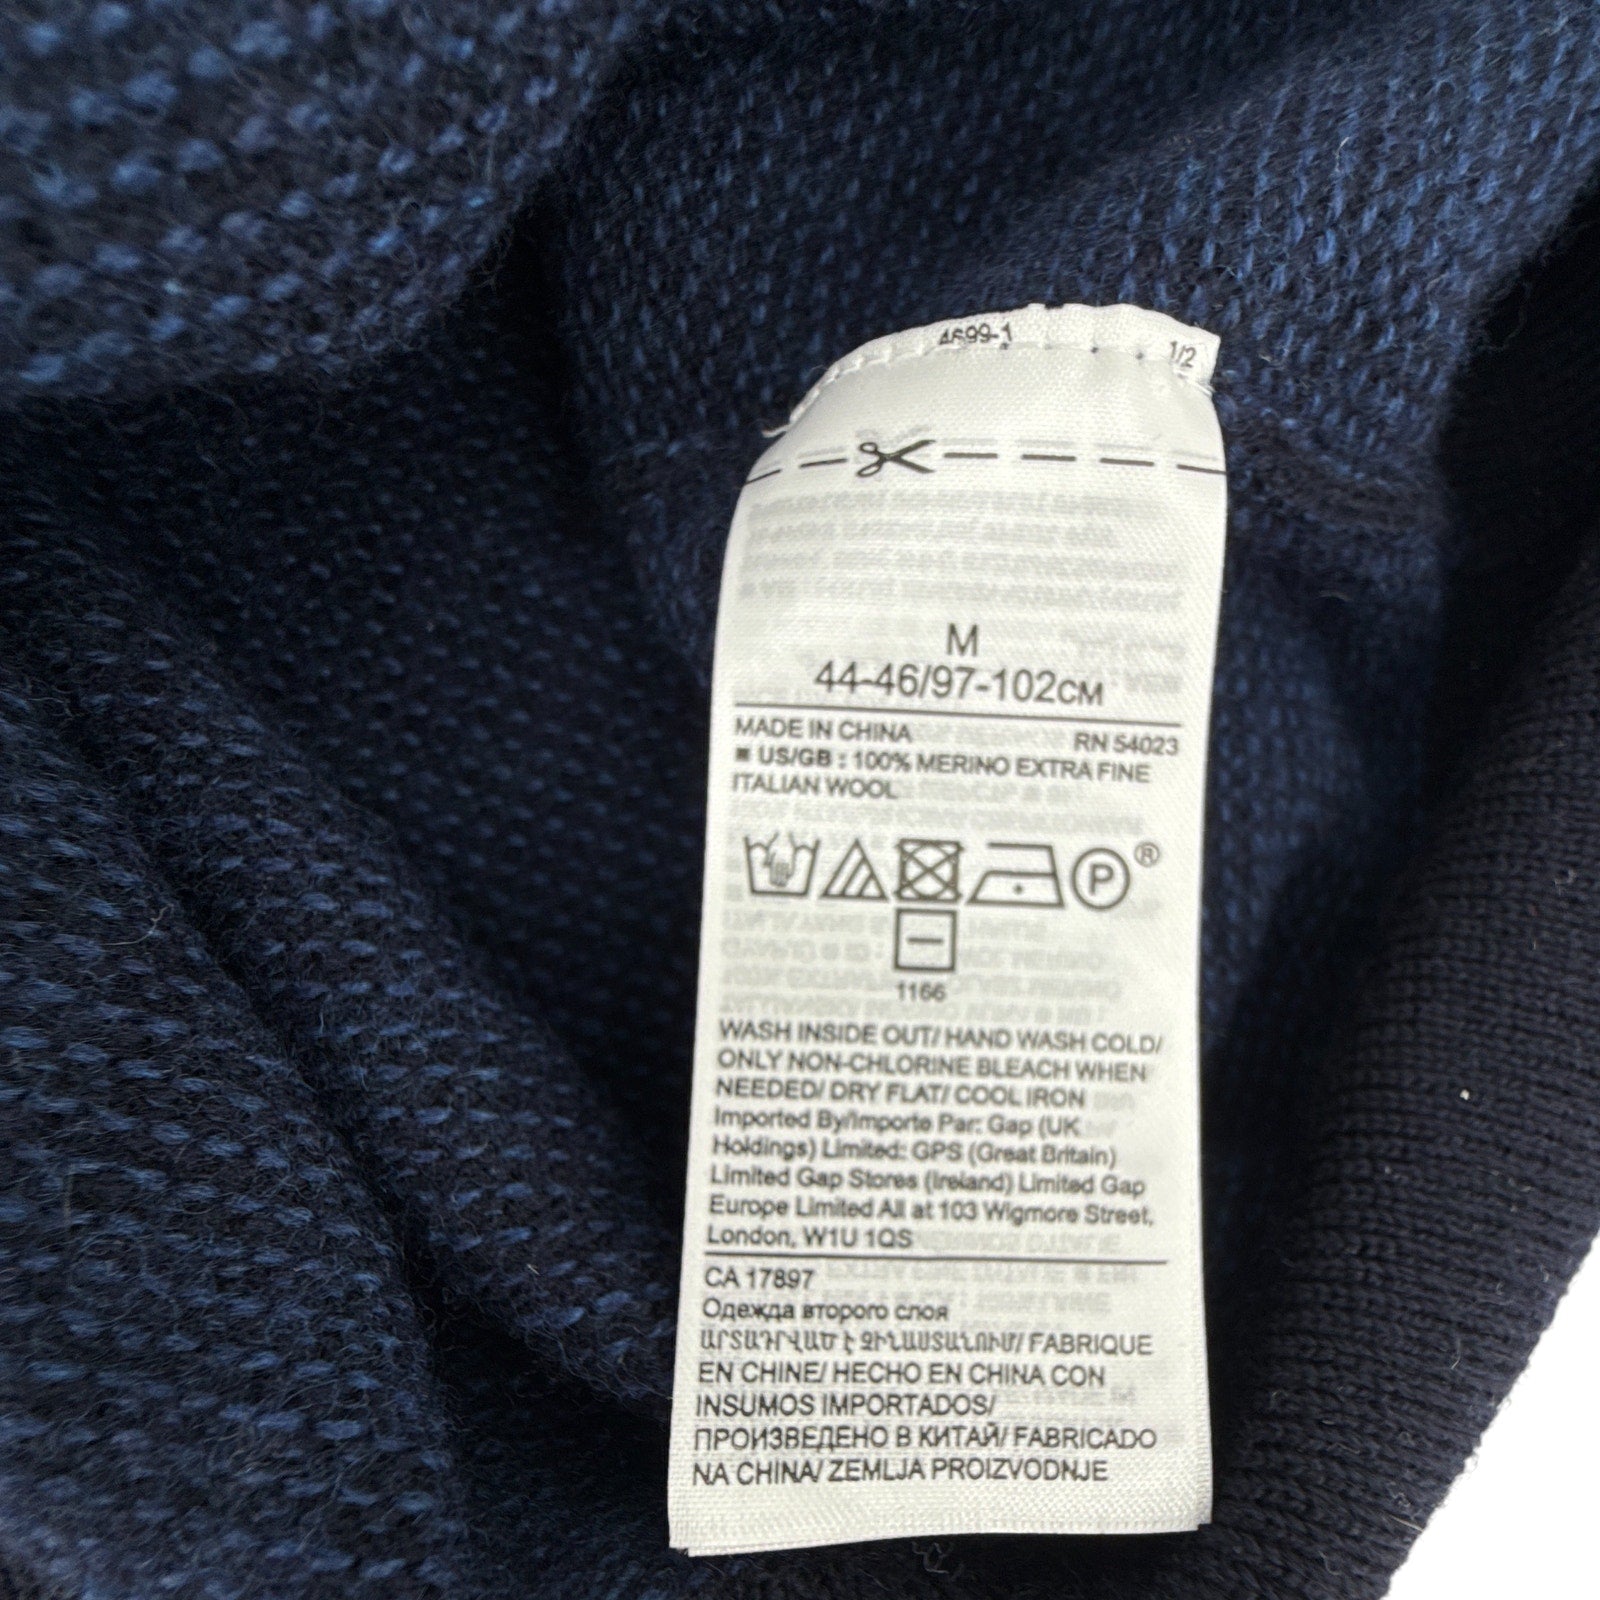 4699-1 1/2
M
44-46/97-102CM
MADE IN CHINA RN 54023
■ US/GB : 100% MERINO EXTRA FINE
ITALIAN WOOL
P ®
1166
WASH INSIDE OUT/ HAND WASH COLD/
ONLY NON-CHLORINE BLEACH WHEN
NEEDED/ DRY FLAT/ COOL IRON
Imported By/Importe Par: Gap (UK
Holdings) Limited: GPS (Great Britain)
Limited Gap Stores (Ireland) Limited Gap
Europe Limited All at 103 Wigmore Street,
London, W1U 1QS
CA 17897
Одежда второго слоя
ԱՐՏԱԴՐՎԱԾ Է ՉԻՆԱՍՏԱՆՈՒՄ/ FABRIQUE
EN CHINE/ HECHO EN CHINA CON
INSUMOS IMPORTADOS/
ПРОИЗВЕДЕНО В КИТАЙ/ FABRICADO
NA CHINA/ ZEMLJA PROIZVODNJE